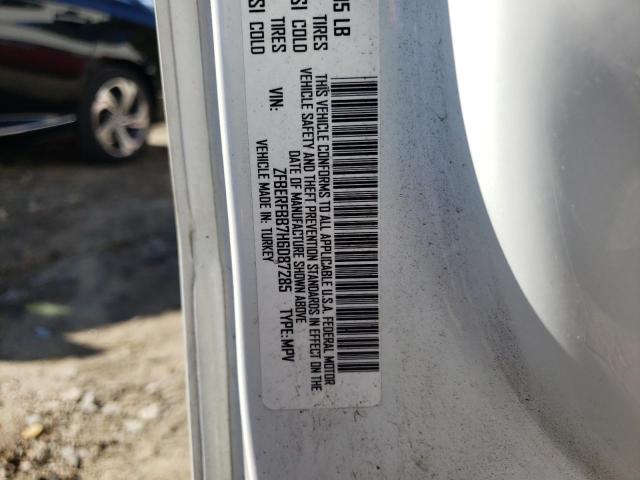 45 LB
TIRES
SI COLD
TIRES
SI COLD
THIS VEHICLE CONFORMS TO ALL APPLICABLE U.S.A. FEDERAL MOTOR
VEHICLE SAFETY AND THEFT PREVENTION STANDARDS IN EFFECT ON THE
DATE OF MANUFACTURE SHOWN ABOVE
VIN: ZFBERFBB7H6D87285 TYPE:MPV
VEHICLE MADE IN: TURKEY